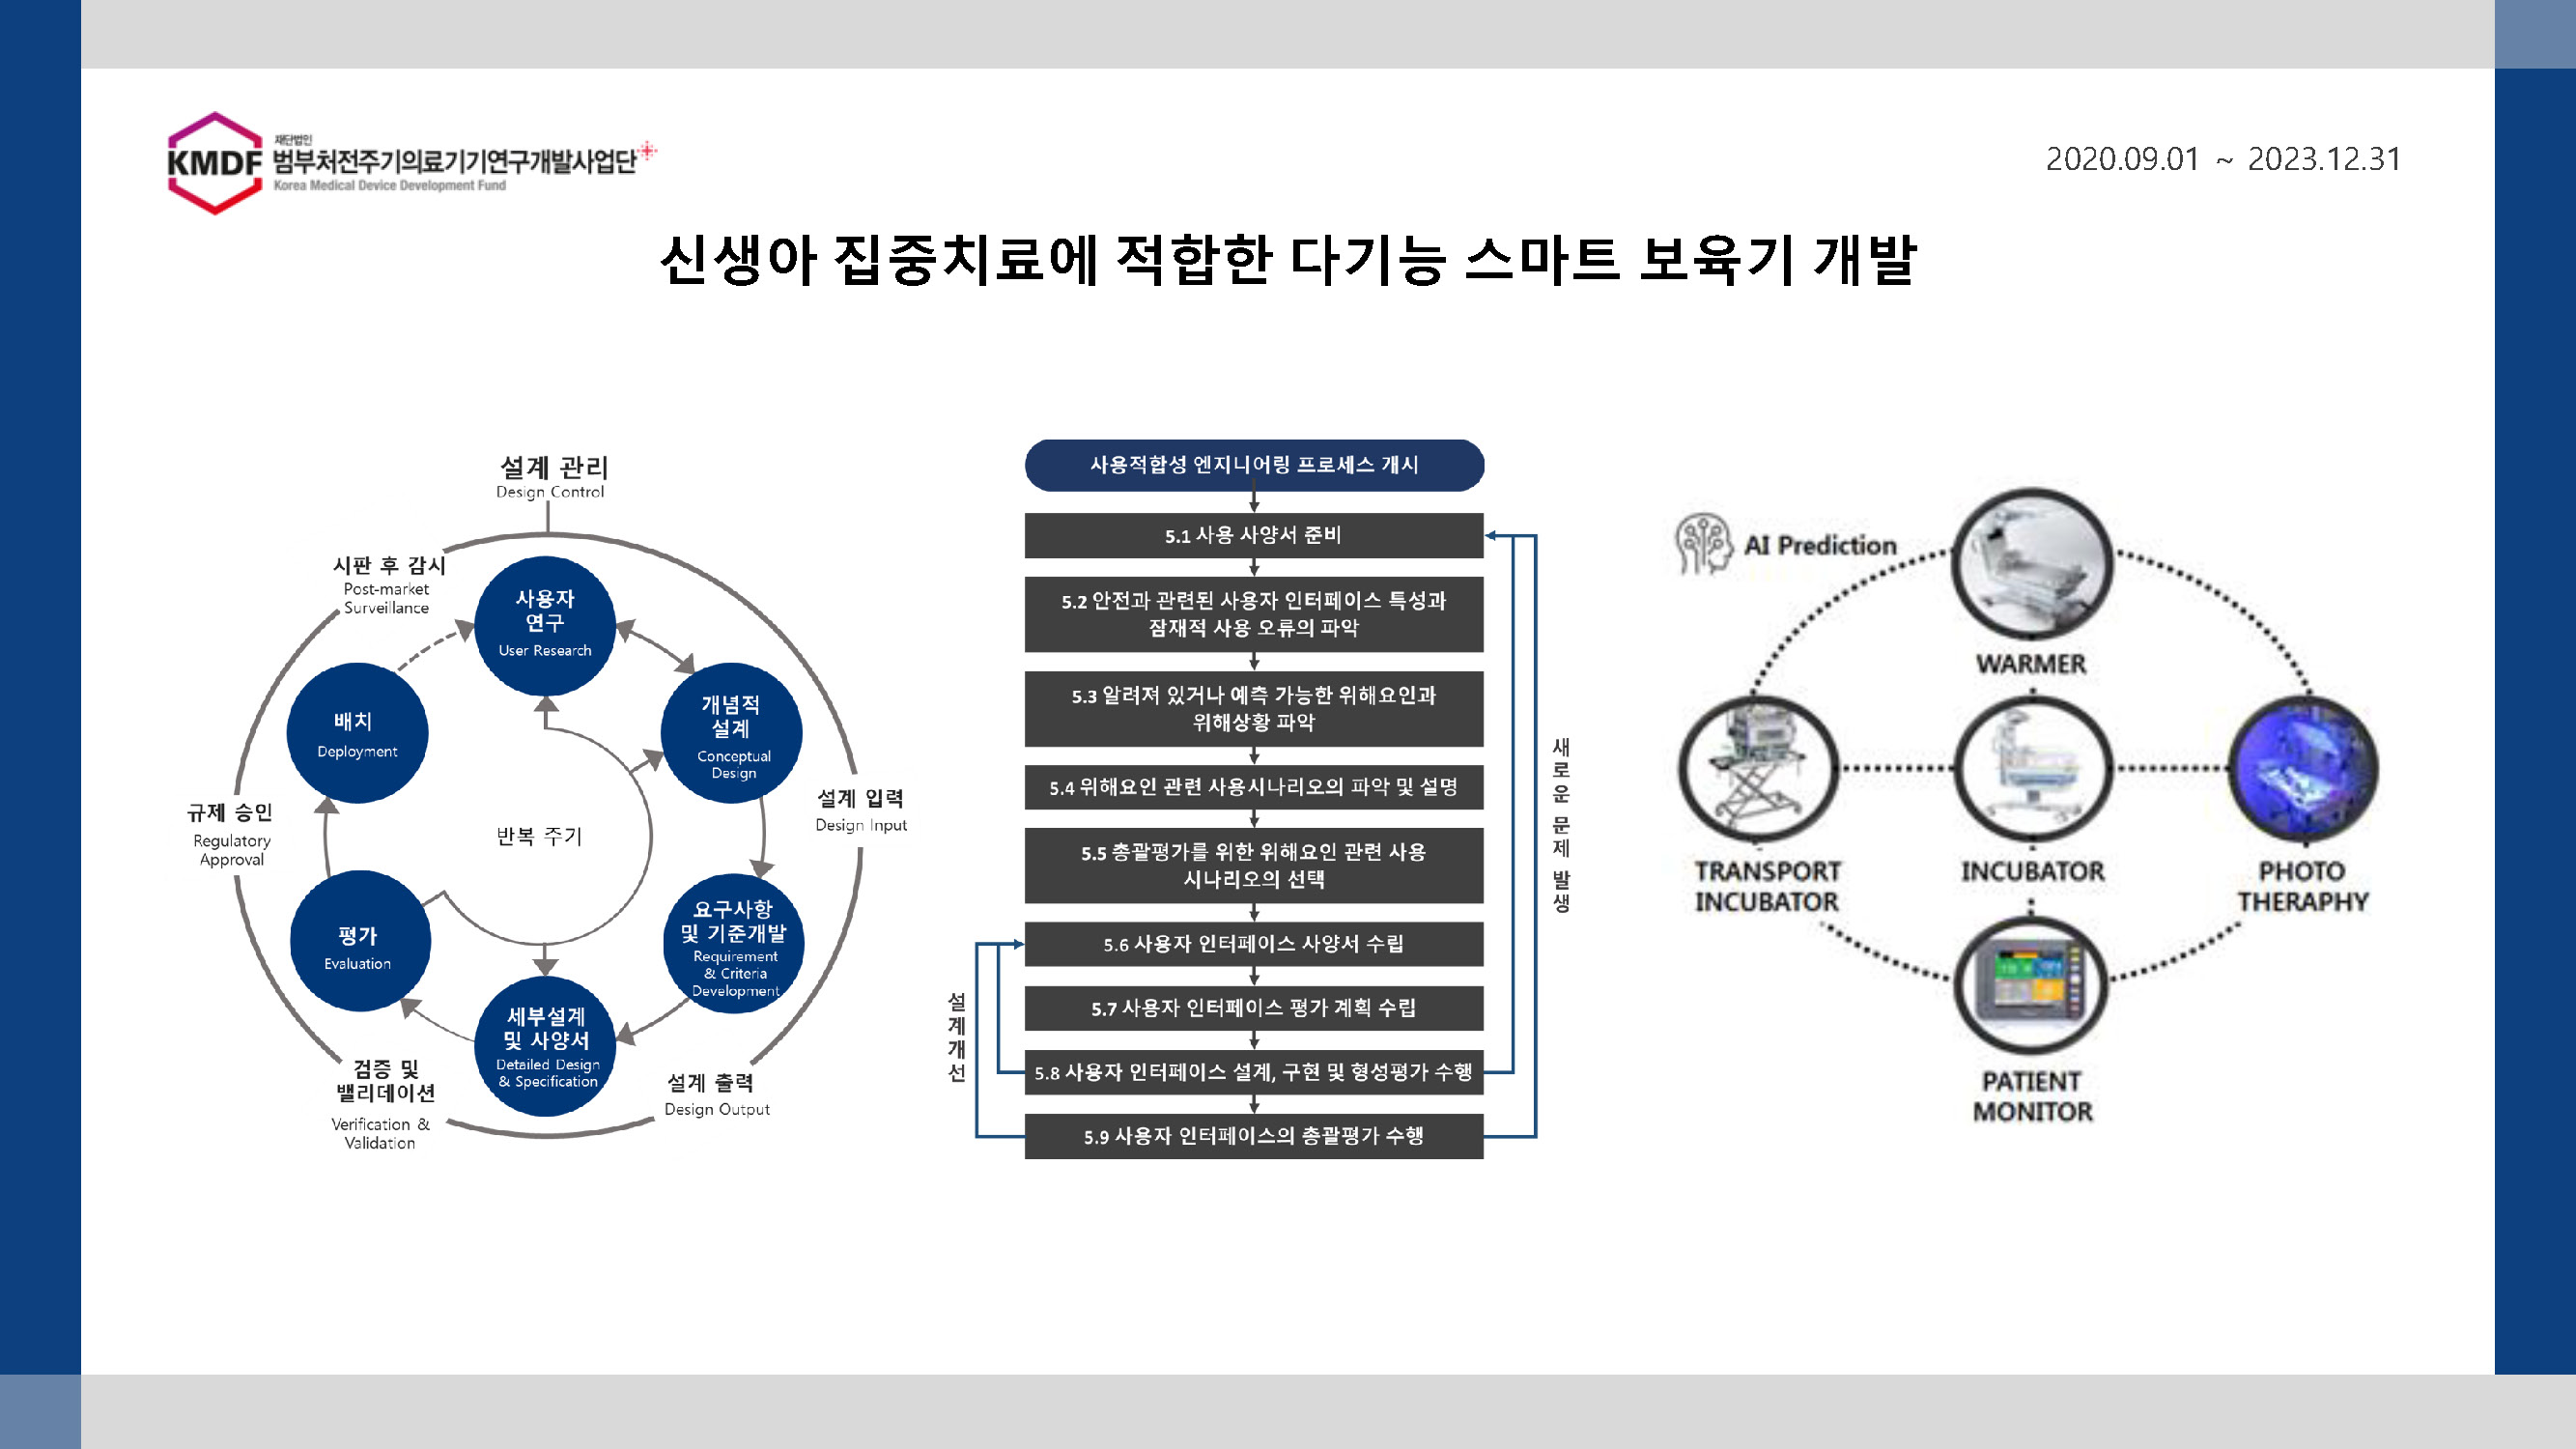 재단법인
KMDF 범부처전주기의료기기연구개발사업단
Korea Medical Device Development Fund
2020.09.01 ~ 2023.12.31
신생아 집중치료에 적합한 다기능 스마트 보육기 개발
설계 관리
Design Control
시판 후 감시
Post-market
Surveillance
사용자
연구
User Research
개념적
설계
Conceptual
Design
배치
Deployment
설계 입력
Design Input
규제 승인
Regulatory
Approval
반복 주기
평가
Evaluation
요구사항
및 기준개발
Requirement
& Criteria
Development
세부설계
및 사양서
Detailed Design
& Specification
검증 및
밸리데이션
Verification &
Validation
설계 출력
Design Output
사용적합성 엔지니어링 프로세스 개시
5.1 사용 사양서 준비
5.2 안전과 관련된 사용자 인터페이스 특성과
잠재적 사용 오류의 파악
5.3 알려져 있거나 예측 가능한 위해요인과
위해상황 파악
5.4 위해요인 관련 사용시나리오의 파악 및 설명
5.5 총괄평가를 위한 위해요인 관련 사용
시나리오의 선택
5.6 사용자 인터페이스 사양서 수립
5.7 사용자 인터페이스 평가 계획 수립
5.8 사용자 인터페이스 설계, 구현 및 형성평가 수행
5.9 사용자 인터페이스의 총괄평가 수행
설계개선
새로운 문제 발생
AI Prediction
WARMER
TRANSPORT
INCUBATOR
INCUBATOR
PHOTO
THERAPHY
PATIENT
MONITOR